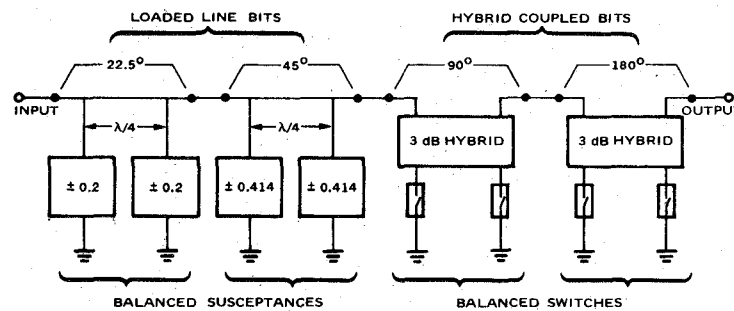 LOADED LINE BITS
HYBRID COUPLED BITS
22.5°
45°
90°
180°
INPUT
OUTPUT
λ/4
λ/4
3 dB HYBRID
3 dB HYBRID
± 0.2
± 0.2
± 0.414
± 0.414
BALANCED SUSCEPTANCES
BALANCED SWITCHES